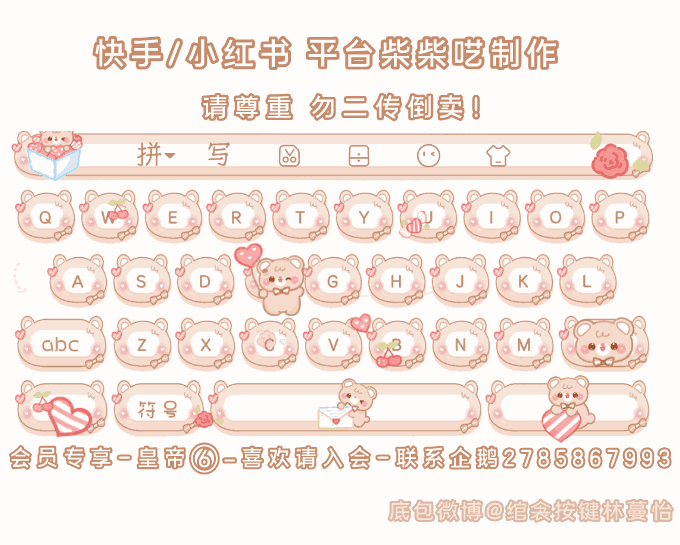 快手/小红书 平台柴柴呓制作
请尊重 勿二传倒卖!
拼 写
Q W E R T Y U I O P
A S D G H J K L
abc Z X C V B N M
符号
会员专享-皇帝⑥-喜欢请入会-联系企鹅2785867993
底包微博@绾衾按键林蔓怡